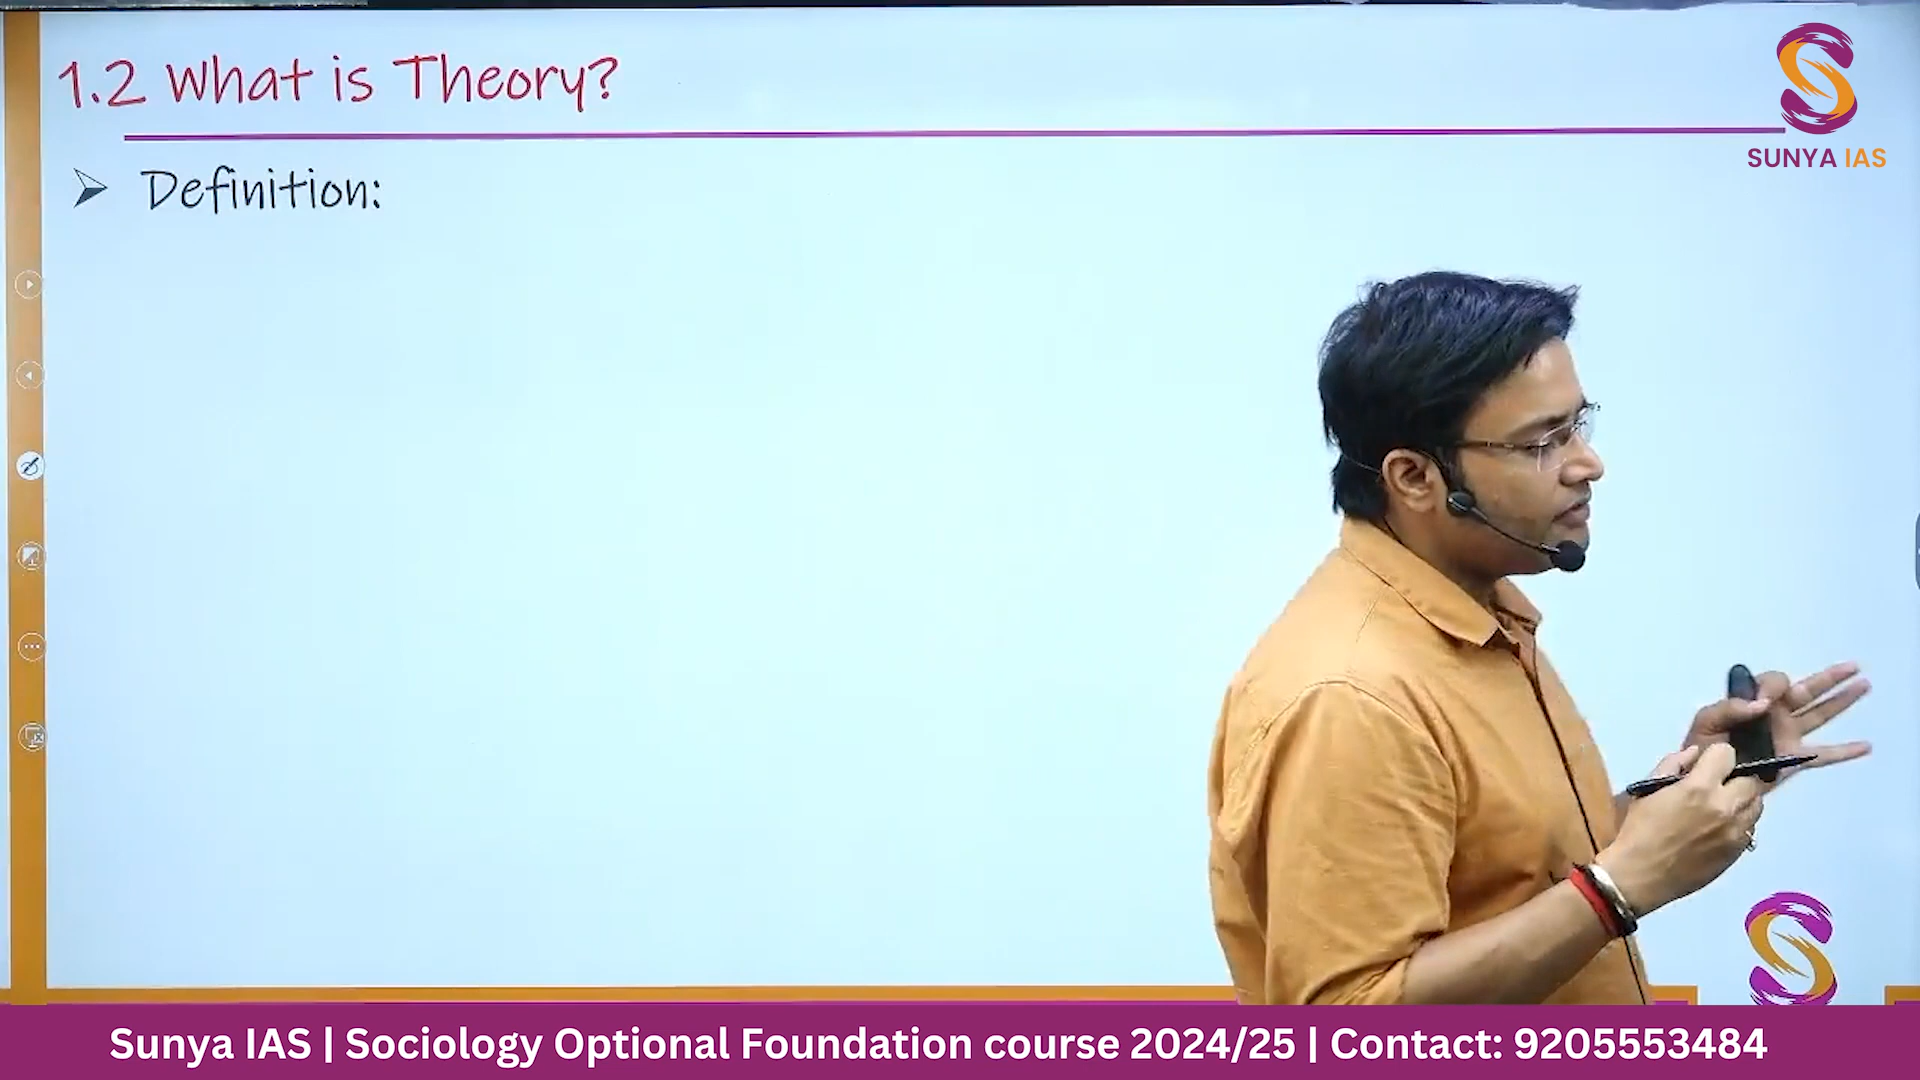 1.2 What is Theory?
SUNYA IAS
Definition:
Sunya IAS | Sociology Optional Foundation course 2024/25 | Contact: 9205553484